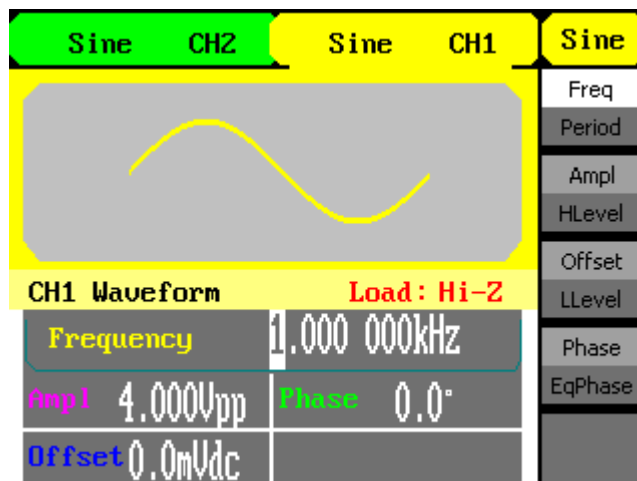 Sine CH2 Sine CH1 Sine
Freq
Period
Ampl
HLevel
Offset
LLevel
Phase
EqPhase
CH1 Waveform Load: Hi-Z
Frequency 1.000 000kHz
Ampl 4.000Vpp Phase 0.0°
Offset 0.0mVdc